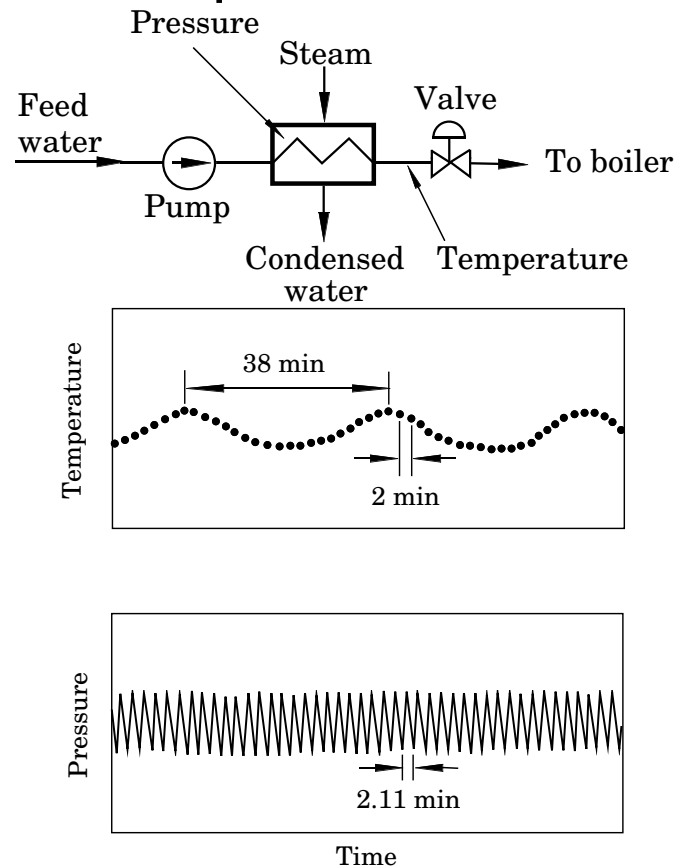 Pressure
Steam
Valve
Feed
water
To boiler
Pump
Condensed
water
Temperature
Temperature
38 min
2 min
Pressure
2.11 min
Time